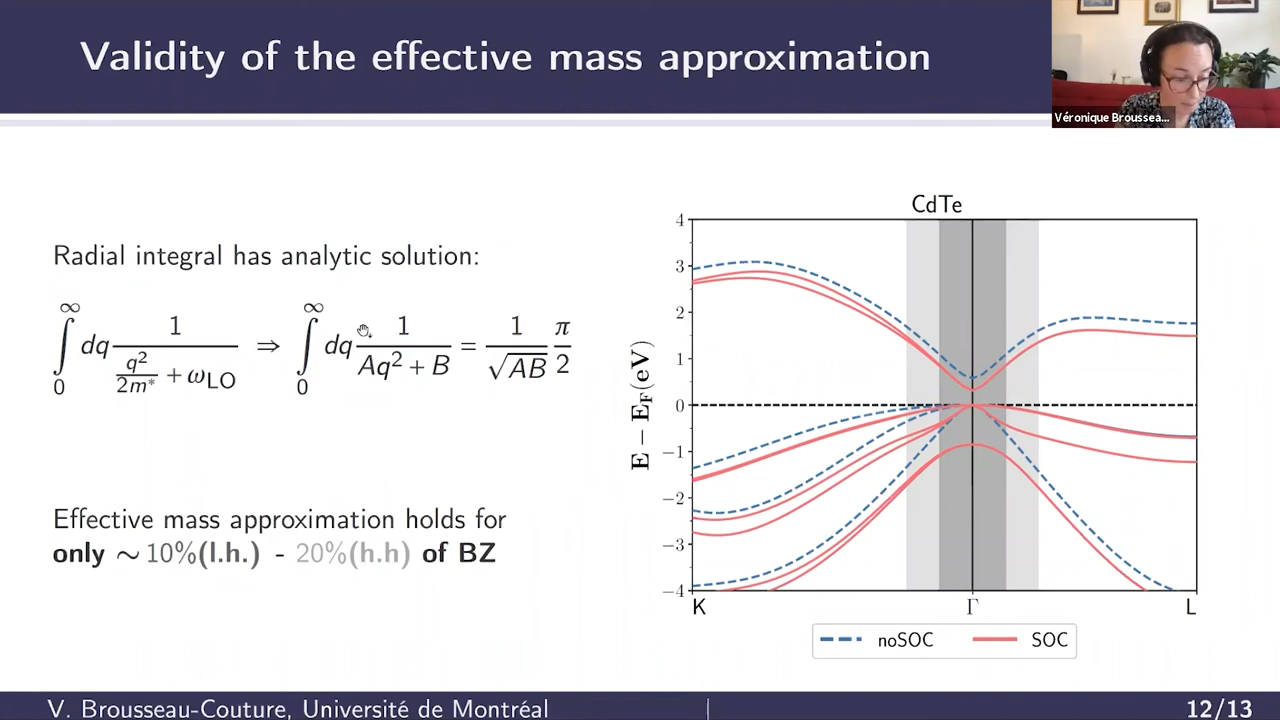 Validity of the effective mass approximation
Véronique Broussea...
Radial integral has analytic solution:
∫₀^∞ dq 1/(q²/2m* + ωLO) ⇒ ∫₀^∞ dq 1/(Aq² + B) = 1/√AB π/2
Effective mass approximation holds for
only ~10%(l.h.) - 20%(h.h) of BZ
CdTe
E − E_F(eV)
4
3
2
1
0
−1
−2
−3
−4
K Γ L
noSOC SOC
V. Brousseau-Couture, Université de Montréal 12/13